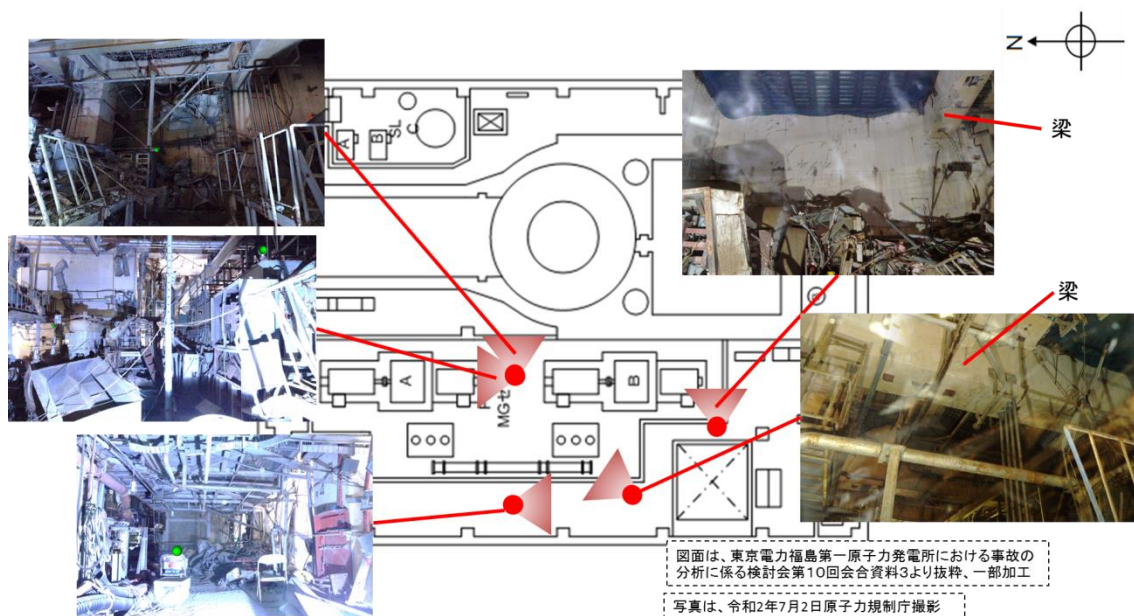 N
梁
A
B
SL
C
梁
A
B
MGセ
図面は、東京電力福島第一原子力発電所における事故の
分析に係る検討会第10回会合資料3より抜粋、一部加工
写真は、令和2年7月2日原子力規制庁撮影